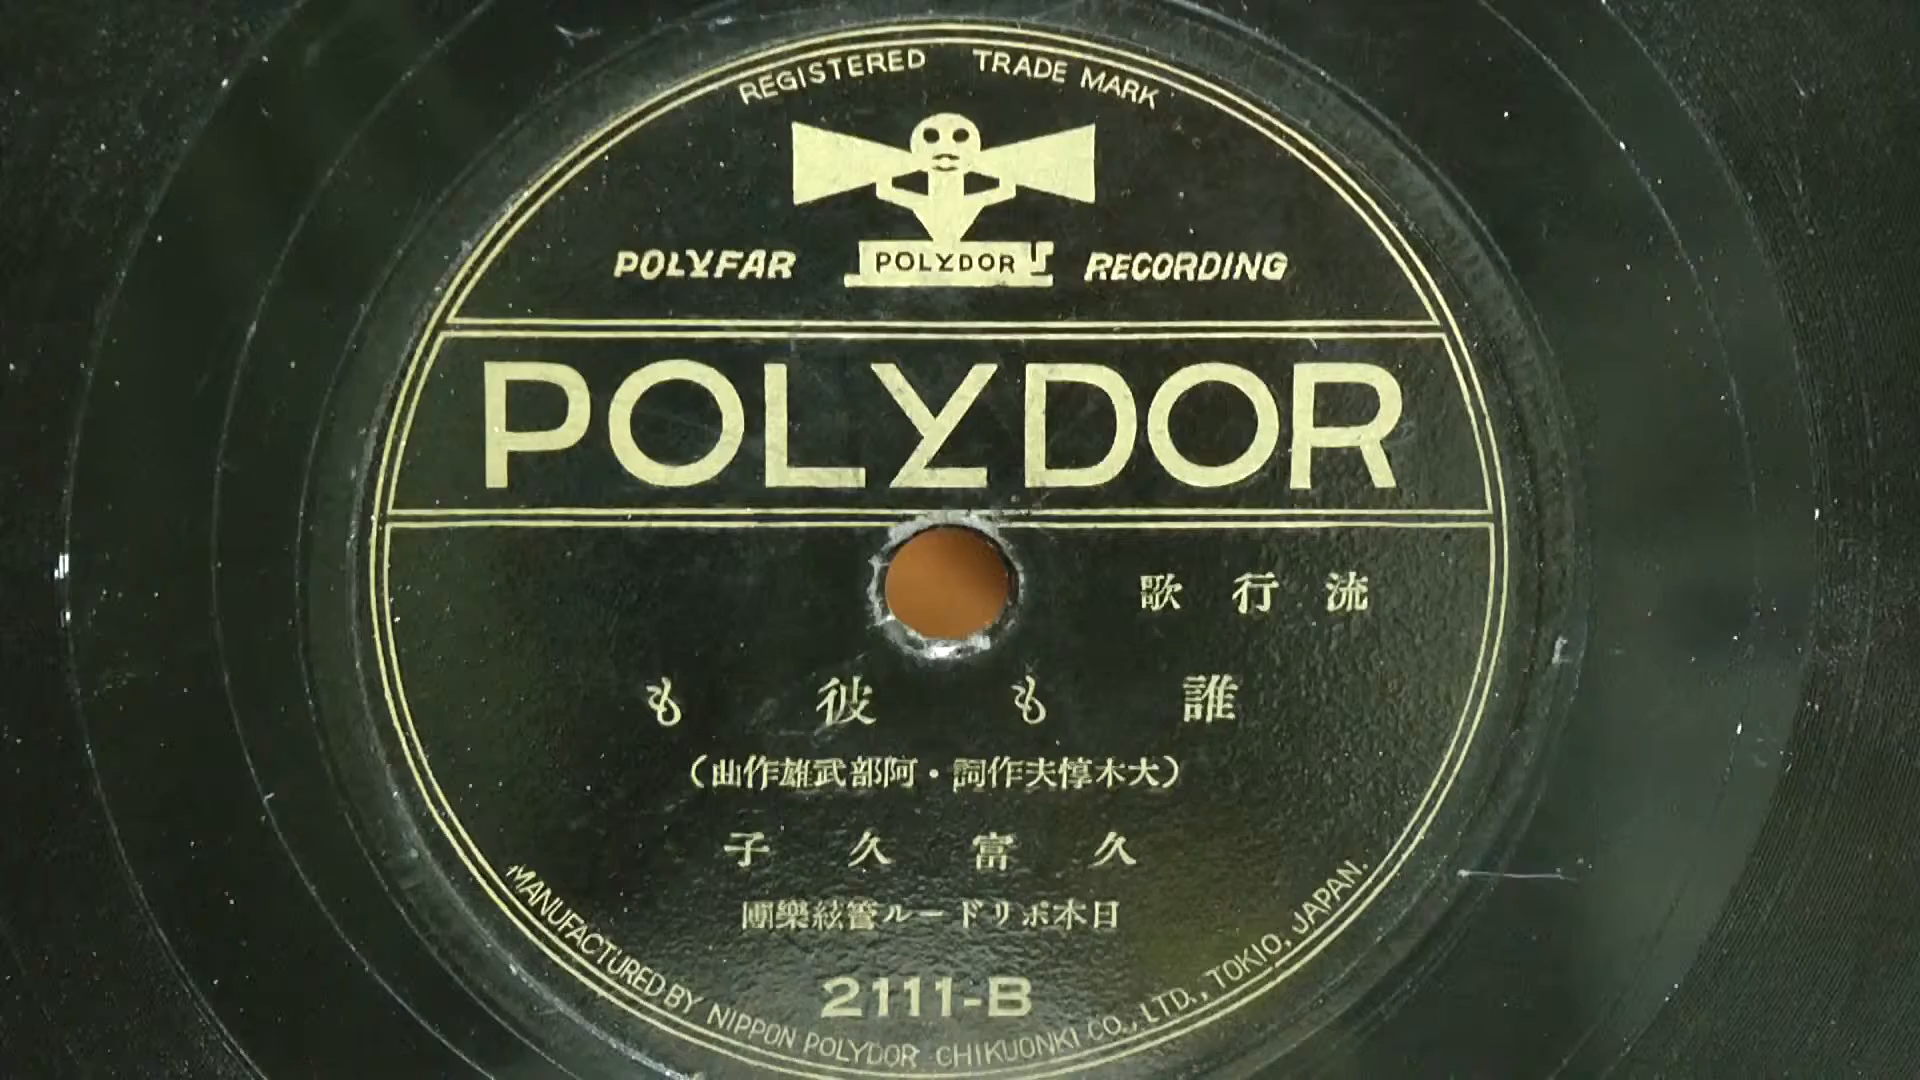 REGISTERED TRADE MARK
POLYFAR POLYDOR RECORDING
POLYDOR
流行歌
誰も彼も
(大木惇夫作詞・阿部武雄作曲)
久富久子
日本ポリドール管絃樂團
2111-B
MANUFACTURED BY NIPPON POLYDOR CHIKUONKI CO., LTD., TOKIO, JAPAN.